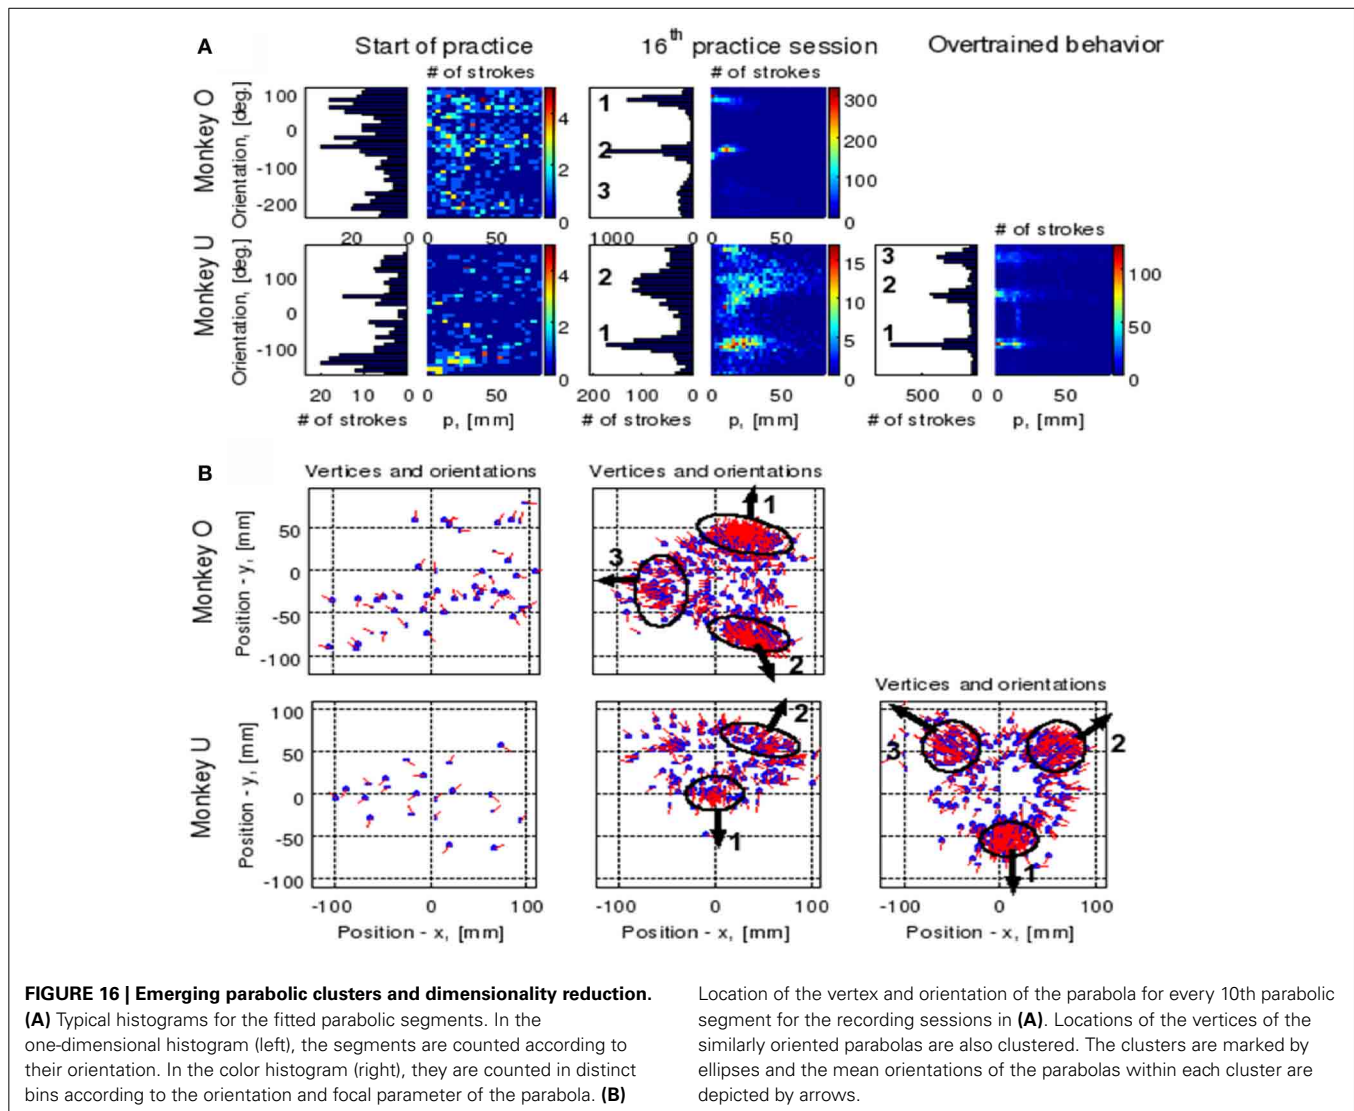 A
Start of practice
16th practice session
Overtrained behavior
# of strokes
# of strokes
Monkey O
Orientation, [deg.]
100
0
-100
-200
20
0
0
50
4
2
0
1
2
3
1000
0
0
50
300
200
100
0
# of strokes
Monkey U
Orientation, [deg.]
100
0
-100
20
10
0
0
50
4
2
0
# of strokes
p, [mm]
2
1
200
100
0
0
50
15
10
5
0
# of strokes
p, [mm]
3
2
1
500
0
0
50
100
50
0
# of strokes
p, [mm]
B
Vertices and orientations
Vertices and orientations
Monkey O
Position - y, [mm]
50
0
-50
-100
1
3
2
Vertices and orientations
Monkey U
Position - y, [mm]
100
50
0
-50
-100
2
1
3
2
1
-100
0
100
-100
0
100
-100
0
100
Position - x, [mm]
Position - x, [mm]
Position - x, [mm]
FIGURE 16 | Emerging parabolic clusters and dimensionality reduction.
(A) Typical histograms for the fitted parabolic segments. In the
one-dimensional histogram (left), the segments are counted according to
their orientation. In the color histogram (right), they are counted in distinct
bins according to the orientation and focal parameter of the parabola. (B)
Location of the vertex and orientation of the parabola for every 10th parabolic
segment for the recording sessions in (A). Locations of the vertices of the
similarly oriented parabolas are also clustered. The clusters are marked by
ellipses and the mean orientations of the parabolas within each cluster are
depicted by arrows.